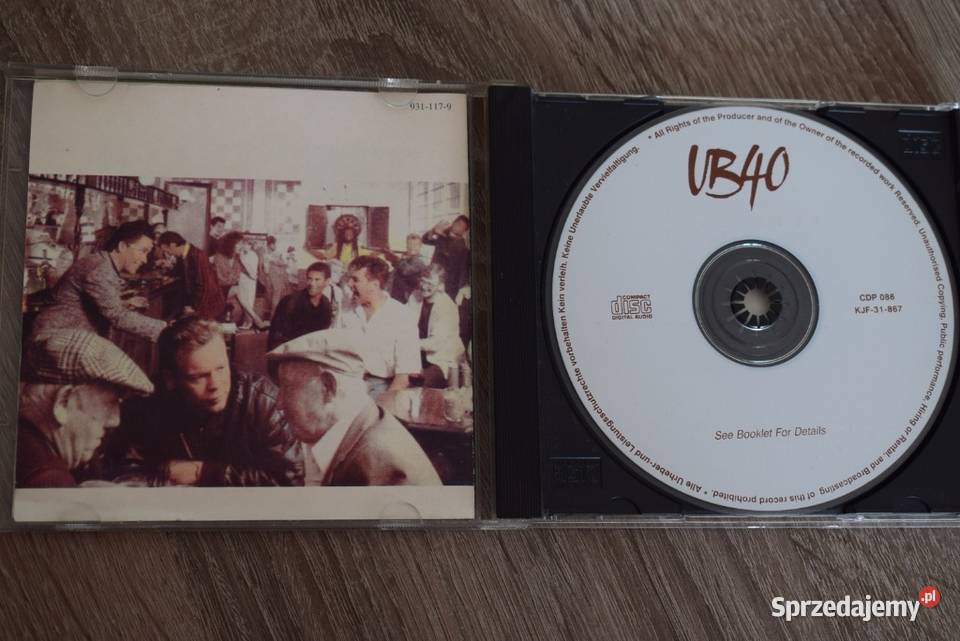 931-117-9
UB40
* All Rights of the Producer and of the Owner of the recorded work Reserved. Unauthorised Copying, Public performance, Hiring or Rental, and Broadcasting of this record prohibited. * Alle Urheber-und Leistungsschutzrechte vorbehalten Kein verleih. Keine Unerlaubte Vervielfaltigung.
COMPACT
disc
DIGITAL AUDIO
CDP 086
KJF-31-867
See Booklet For Details
Sprzedajemy.pl